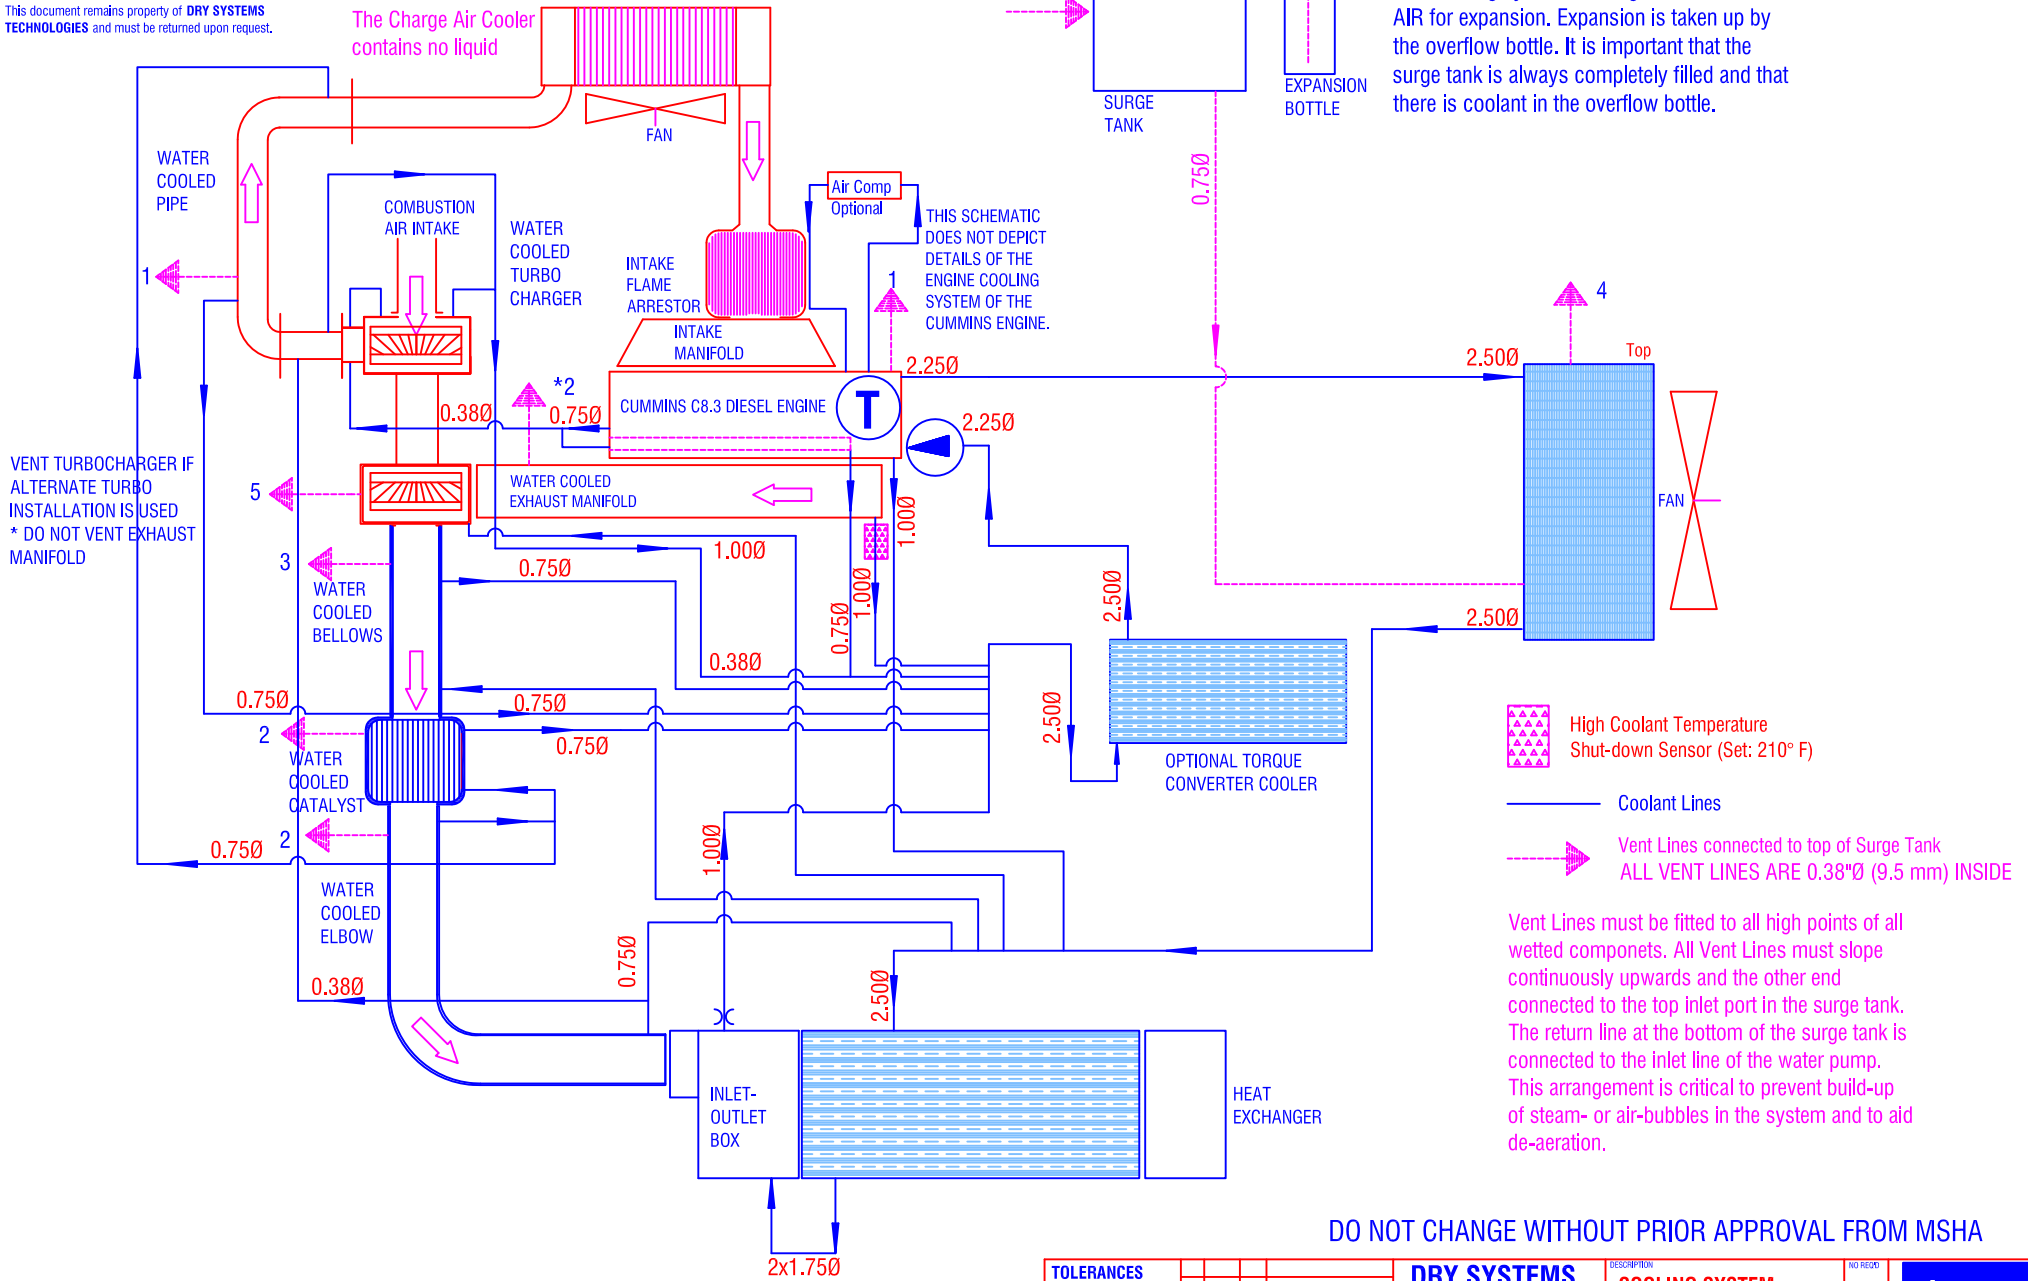 This document remains property of DRY SYSTEMS
TECHNOLOGIES and must be returned upon request.
The Charge Air Cooler
contains no liquid
AIR for expansion. Expansion is taken up by
the overflow bottle. It is important that the
surge tank is always completely filled and that
there is coolant in the overflow bottle.
SURGE
TANK
EXPANSION
BOTTLE
FAN
WATER
COOLED
PIPE
COMBUSTION
AIR INTAKE
WATER
COOLED
TURBO
CHARGER
INTAKE
FLAME
ARRESTOR
INTAKE
MANIFOLD
Air Comp
Optional
THIS SCHEMATIC
DOES NOT DEPICT
DETAILS OF THE
ENGINE COOLING
SYSTEM OF THE
CUMMINS ENGINE.
0.75Ø
1
1
4
Top
2.50Ø
2.25Ø
*2
0.38Ø
0.75Ø
CUMMINS C8.3 DIESEL ENGINE
T
2.25Ø
VENT TURBOCHARGER IF
ALTERNATE TURBO
INSTALLATION IS USED
* DO NOT VENT EXHAUST
MANIFOLD
5
WATER COOLED
EXHAUST MANIFOLD
FAN
1.00Ø
1.00Ø
3
0.75Ø
1.00Ø
0.75Ø
2.50Ø
WATER
COOLED
BELLOWS
2.50Ø
0.38Ø
0.75Ø
0.75Ø
0.75Ø
2.50Ø
2
WATER
COOLED
CATALYST
OPTIONAL TORQUE
CONVERTER COOLER
High Coolant Temperature
Shut-down Sensor (Set: 210° F)
Coolant Lines
Vent Lines connected to top of Surge Tank
ALL VENT LINES ARE 0.38"Ø (9.5 mm) INSIDE
2
0.75Ø
1.00Ø
WATER
COOLED
ELBOW
0.38Ø
0.75Ø
2.50Ø
Vent Lines must be fitted to all high points of all
wetted componets. All Vent Lines must slope
continuously upwards and the other end
connected to the top inlet port in the surge tank.
The return line at the bottom of the surge tank is
connected to the inlet line of the water pump.
This arrangement is critical to prevent build-up
of steam- or air-bubbles in the system and to aid
de-aeration.
INLET-
OUTLET
BOX
HEAT
EXCHANGER
2x1.75Ø
DO NOT CHANGE WITHOUT PRIOR APPROVAL FROM MSHA
TOLERANCES
DRY SYSTEMS
DESCRIPTION
COOLING SYSTEM
NO REQ'D